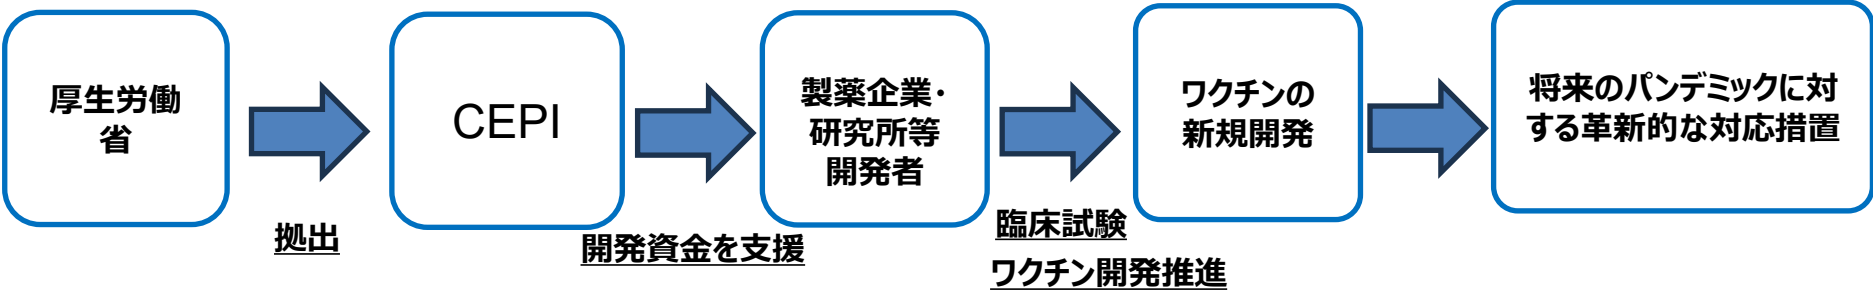 厚生労働
省
CEPI
製薬企業・
研究所等
開発者
ワクチンの
新規開発
将来のパンデミックに対
する革新的な対応措置
拠出
開発資金を支援
臨床試験
ワクチン開発推進